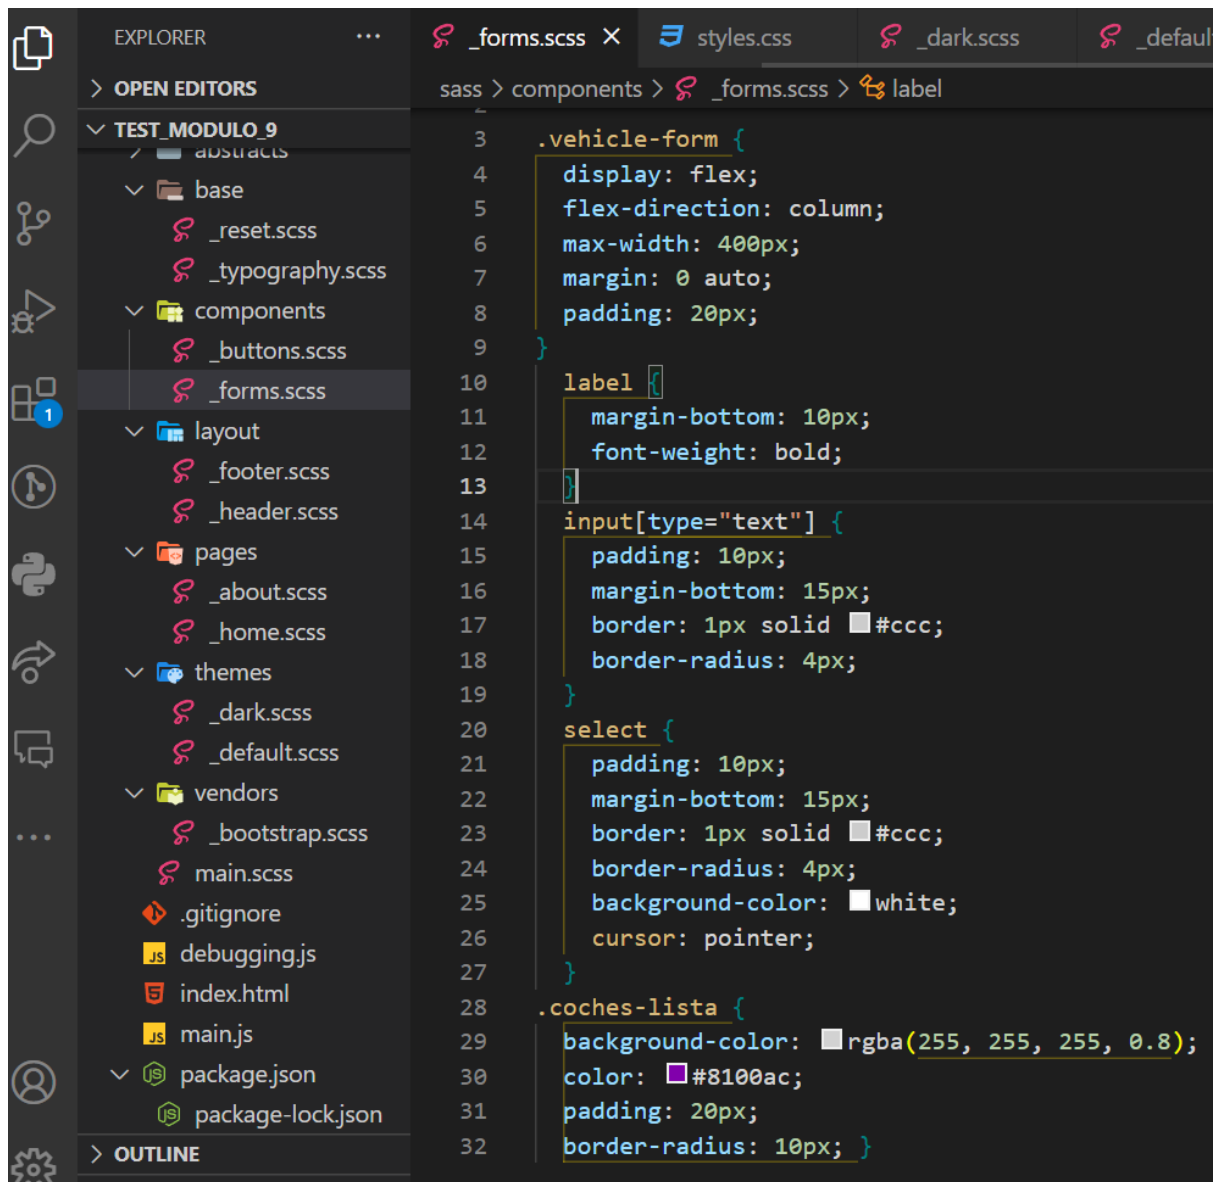 EXPLORER
OPEN EDITORS
TEST_MODULO_9
abstracts
base
_reset.scss
_typography.scss
components
_buttons.scss
_forms.scss
layout
_footer.scss
_header.scss
pages
_about.scss
_home.scss
themes
_dark.scss
_default.scss
vendors
_bootstrap.scss
main.scss
.gitignore
JS debugging.js
index.html
JS main.js
package.json
package-lock.json
OUTLINE
1
_forms.scss styles.css _dark.scss _defaul
sass > components > _forms.scss > label
2
3 .vehicle-form {
4 display: flex;
5 flex-direction: column;
6 max-width: 400px;
7 margin: 0 auto;
8 padding: 20px;
9 }
10 label {
11 margin-bottom: 10px;
12 font-weight: bold;
13 }
14 input[type="text"] {
15 padding: 10px;
16 margin-bottom: 15px;
17 border: 1px solid #ccc;
18 border-radius: 4px;
19 }
20 select {
21 padding: 10px;
22 margin-bottom: 15px;
23 border: 1px solid #ccc;
24 border-radius: 4px;
25 background-color: white;
26 cursor: pointer;
27 }
28 .coches-lista {
29 background-color: rgba(255, 255, 255, 0.8);
30 color: #8100ac;
31 padding: 20px;
32 border-radius: 10px; }